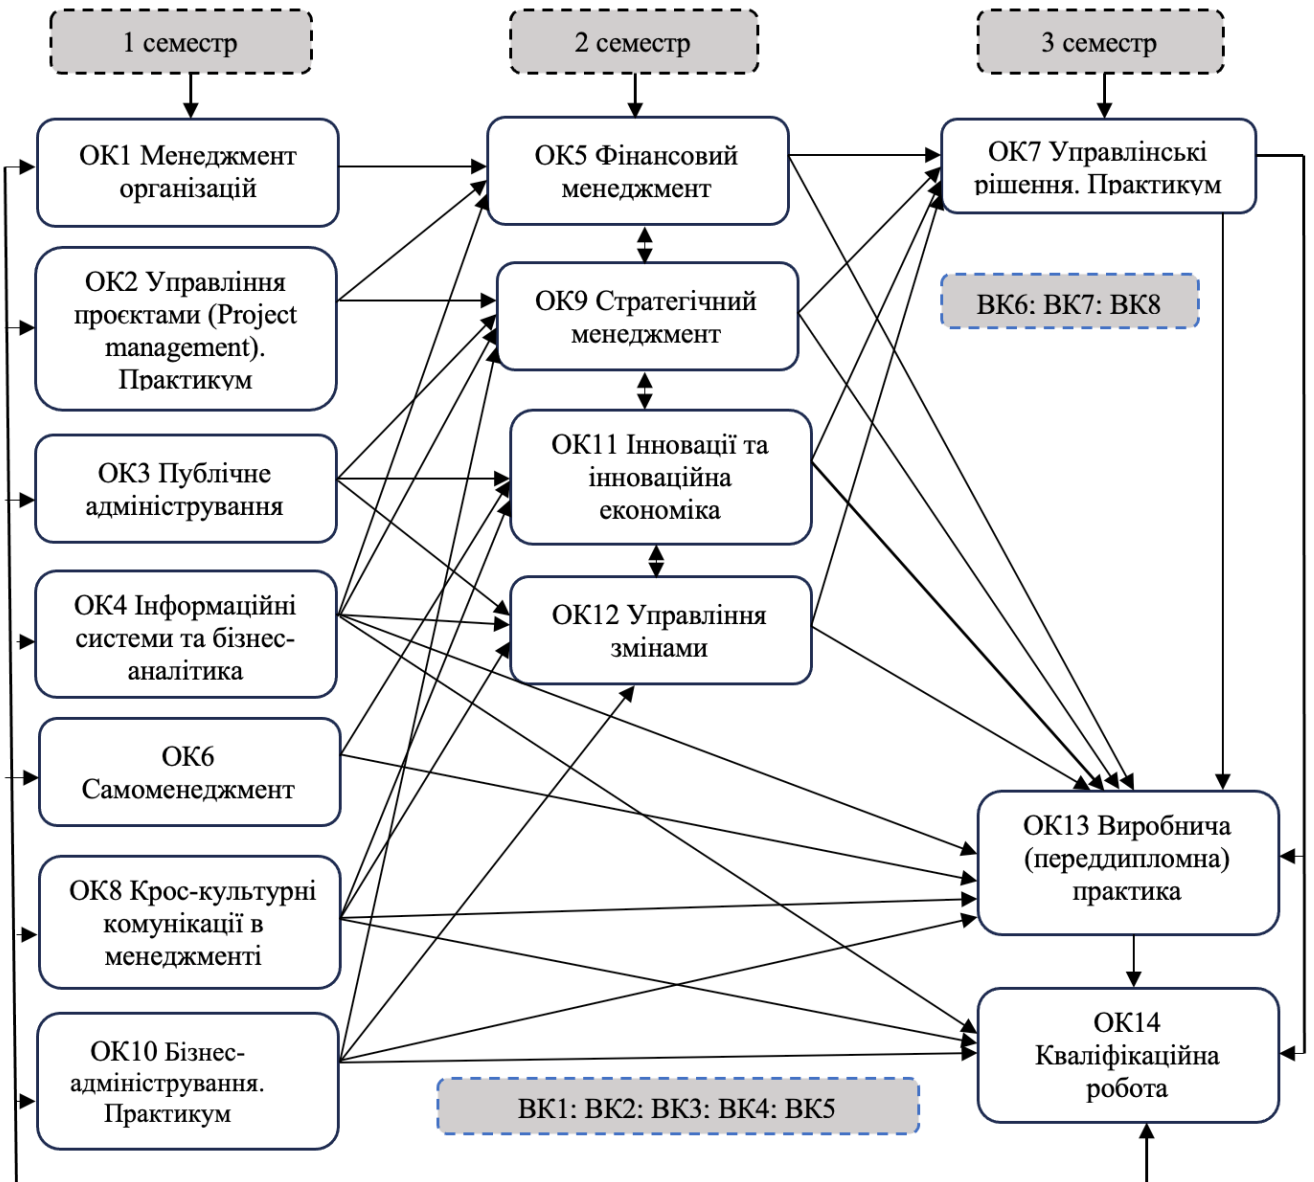 1 семестр
2 семестр
3 семестр
ОК1 Менеджмент
організацій
ОК2 Управління
проєктами (Project
management).
Практикум
ОК3 Публічне
адміністрування
ОК4 Інформаційні
системи та бізнес-
аналітика
ОК6
Самоменеджмент
ОК8 Крос-культурні
комунікації в
менеджменті
ОК10 Бізнес-
адміністрування.
Практикум
ОК5 Фінансовий
менеджмент
ОК9 Стратегічний
менеджмент
ОК11 Інновації та
інноваційна
економіка
ОК12 Управління
змінами
ВК1; ВК2; ВК3; ВК4; ВК5
ОК7 Управлінські
рішення. Практикум
ВК6; ВК7; ВК8
ОК13 Виробнича
(переддипломна)
практика
ОК14
Кваліфікаційна
робота